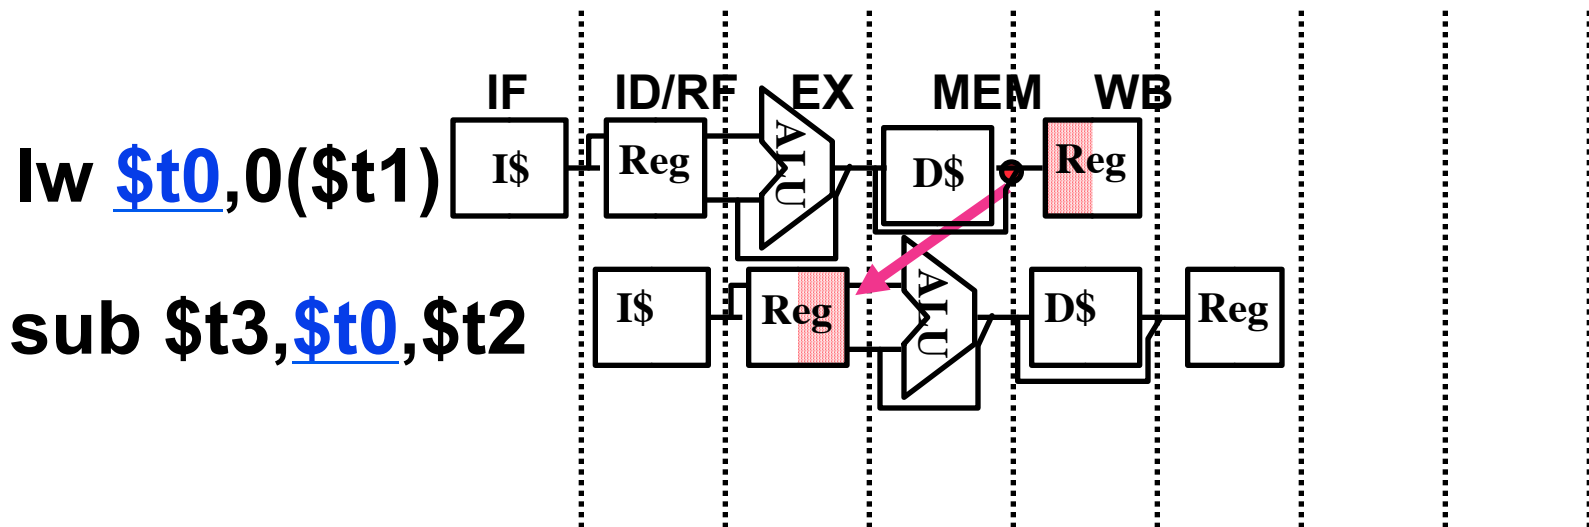 IF ID/RF EX MEM WB
lw $t0,0($t1) I$ Reg ALU D$ Reg
sub $t3,$t0,$t2 I$ Reg ALU D$ Reg